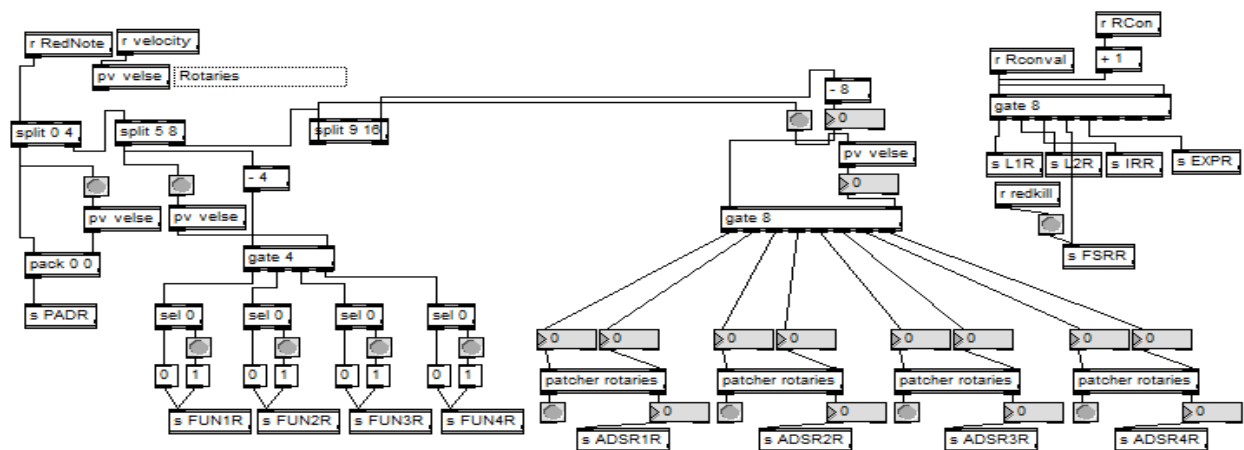 r RCon
r RedNote
r velocity
r Rconval
+ 1
pv velse
Rotaries
- 8
gate 8
split 0 4
split 5 8
split 9 16
0
pv velse
s L1R
s L2R
s IRR
s EXPR
- 4
0
r redkill
pv velse
pv velse
gate 8
gate 4
s FSRR
pack 0 0
s PADR
sel 0
sel 0
sel 0
sel 0
0
0
0
0
0
0
0
0
0
1
0
1
0
1
0
1
patcher rotaries
patcher rotaries
patcher rotaries
patcher rotaries
0
0
0
0
s FUN1R
s FUN2R
s FUN3R
s FUN4R
s ADSR1R
s ADSR2R
s ADSR3R
s ADSR4R